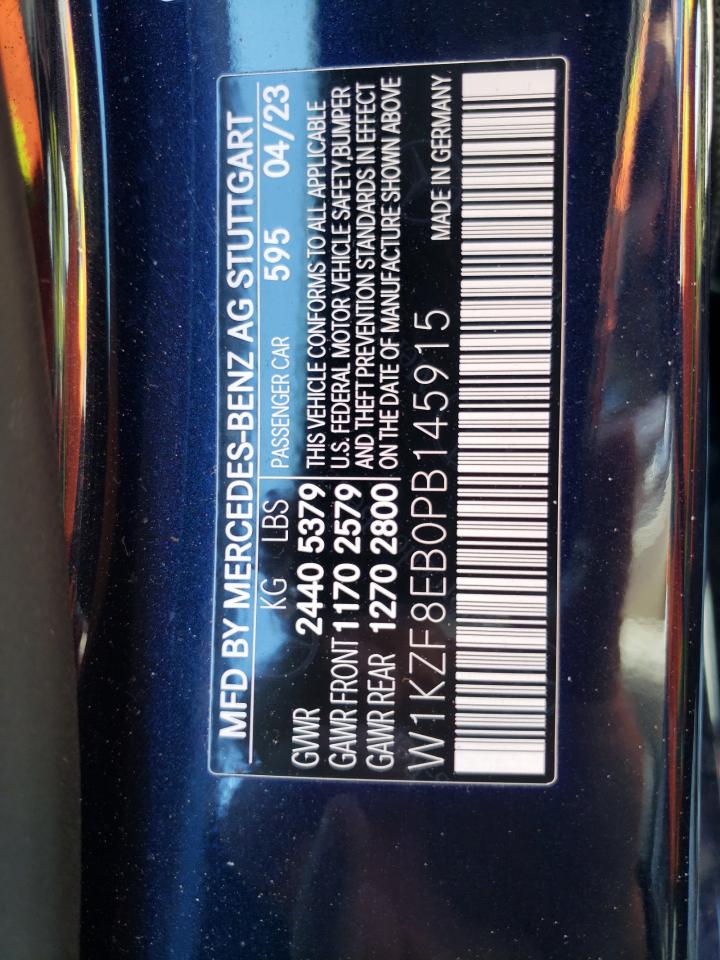 MFD BY MERCEDES-BENZ AG STUTTGART
KG LBS
GVWR 2440 5379
GAWR FRONT 1170 2579
GAWR REAR 1270 2800
PASSENGER CAR 595 04/23
THIS VEHICLE CONFORMS TO ALL APPLICABLE
U.S. FEDERAL MOTOR VEHICLE SAFETY, BUMPER
AND THEFT PREVENTION STANDARDS IN EFFECT
ON THE DATE OF MANUFACTURE SHOWN ABOVE
W1KZF8EB0PB145915
MADE IN GERMANY